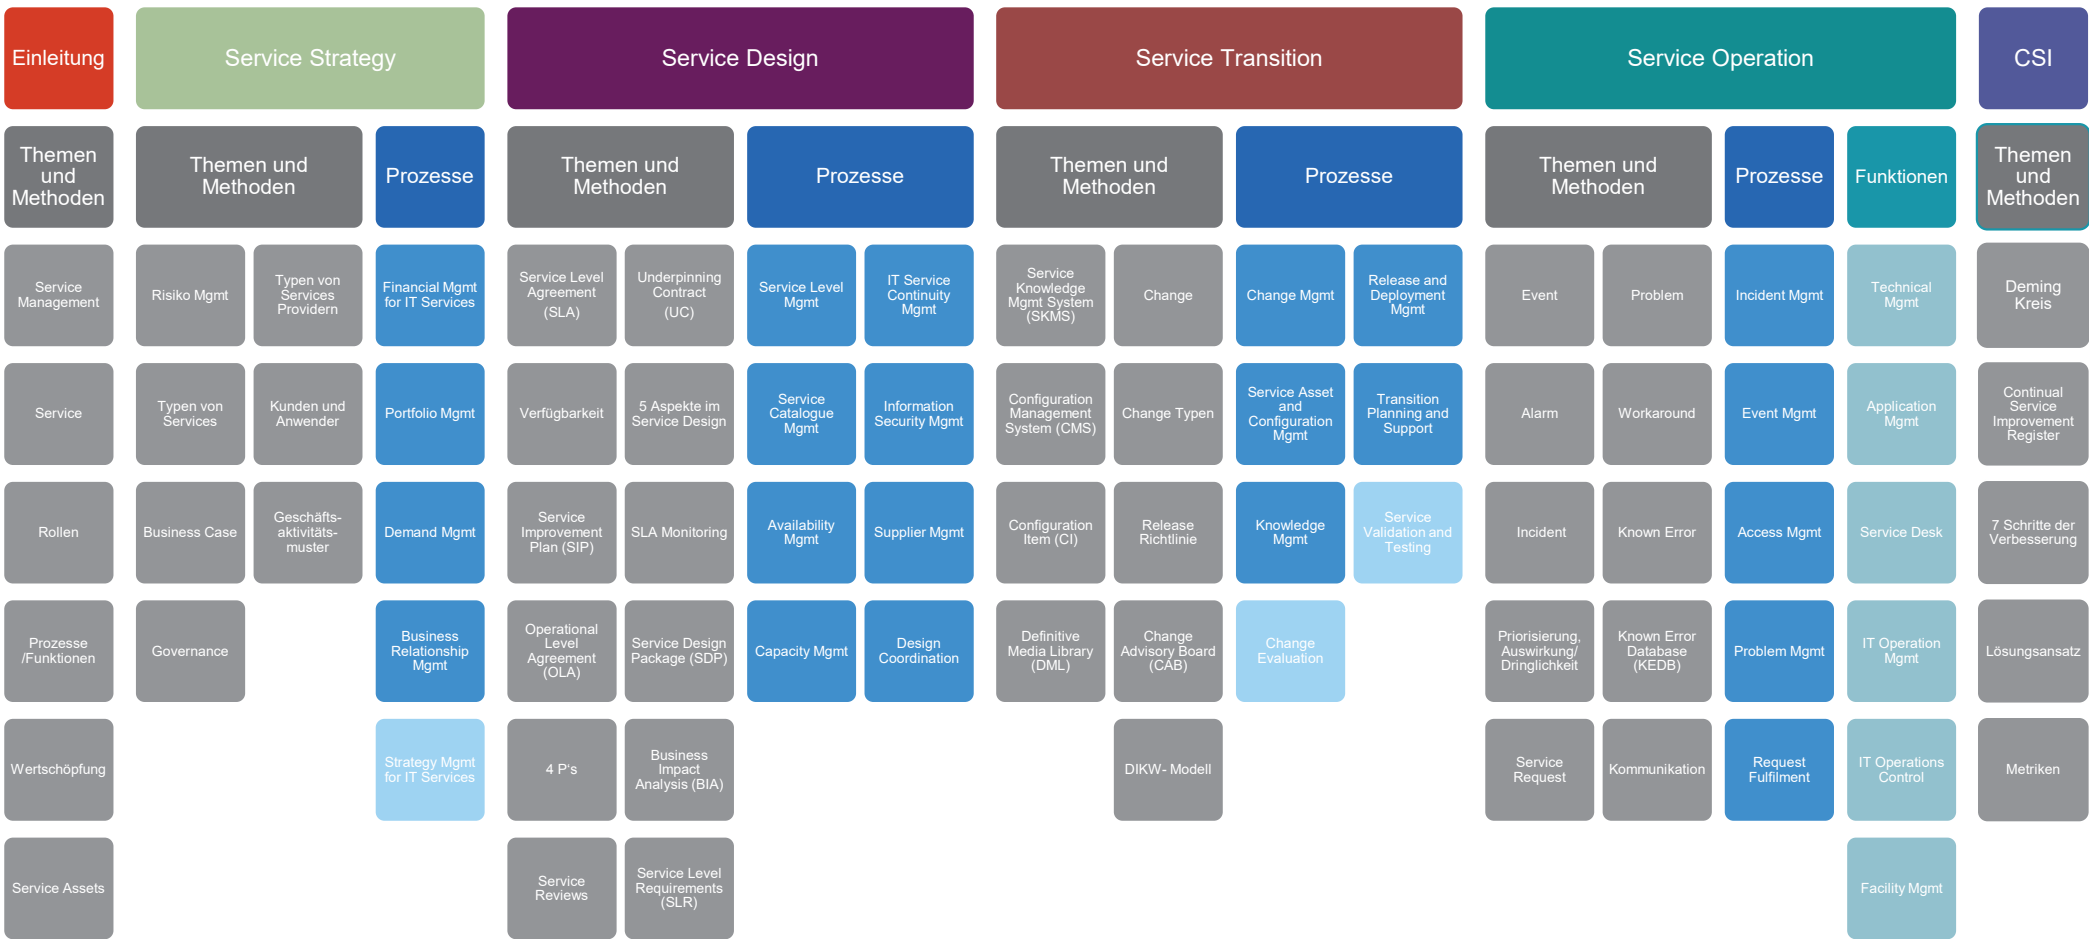 Einleitung
Service Strategy
Service Design
Service Transition
Service Operation
CSI
Themen
und
Methoden
Themen und
Methoden
Prozesse
Themen und
Methoden
Prozesse
Themen und
Methoden
Prozesse
Themen und
Methoden
Prozesse
Funktionen
Themen
und
Methoden
Service
Management
Risiko Mgmt
Typen von
Services
Providern
Financial Mgmt
for IT Services
Service Level
Agreement
(SLA)
Underpinning
Contract
(UC)
Service Level
Mgmt
IT Service
Continuity
Mgmt
Service
Knowledge
Mgmt System
(SKMS)
Change
Change Mgmt
Release and
Deployment
Mgmt
Event
Problem
Incident Mgmt
Technical
Mgmt
Deming
Kreis
Service
Typen von
Services
Kunden und
Anwender
Portfolio Mgmt
Verfügbarkeit
5 Aspekte im
Service Design
Service
Catalogue
Mgmt
Information
Security Mgmt
Configuration
Management
System (CMS)
Change Typen
Service Asset
and
Configuration
Mgmt
Transition
Planning and
Support
Alarm
Workaround
Event Mgmt
Application
Mgmt
Continual
Service
Improvement
Register
Rollen
Business Case
Geschäfts-
aktivitäts-
muster
Demand Mgmt
Service
Improvement
Plan (SIP)
SLA Monitoring
Availability
Mgmt
Supplier Mgmt
Configuration
Item (CI)
Release
Richtlinie
Knowledge
Mgmt
Service
Validation and
Testing
Incident
Known Error
Access Mgmt
Service Desk
7 Schritte der
Verbesserung
Prozesse
/Funktionen
Governance
Business
Relationship
Mgmt
Operational
Level
Agreement
(OLA)
Service Design
Package (SDP)
Capacity Mgmt
Design
Coordination
Definitive
Media Library
(DML)
Change
Advisory Board
(CAB)
Change
Evaluation
Priorisierung,
Auswirkung/
Dringlichkeit
Known Error
Database
(KEDB)
Problem Mgmt
IT Operation
Mgmt
Lösungsansatz
Wertschöpfung
Strategy Mgmt
for IT Services
4 P's
Business
Impact
Analysis (BIA)
DIKW- Modell
Service
Request
Kommunikation
Request
Fulfilment
IT Operations
Control
Metriken
Service Assets
Service
Reviews
Service Level
Requirements
(SLR)
Facility Mgmt